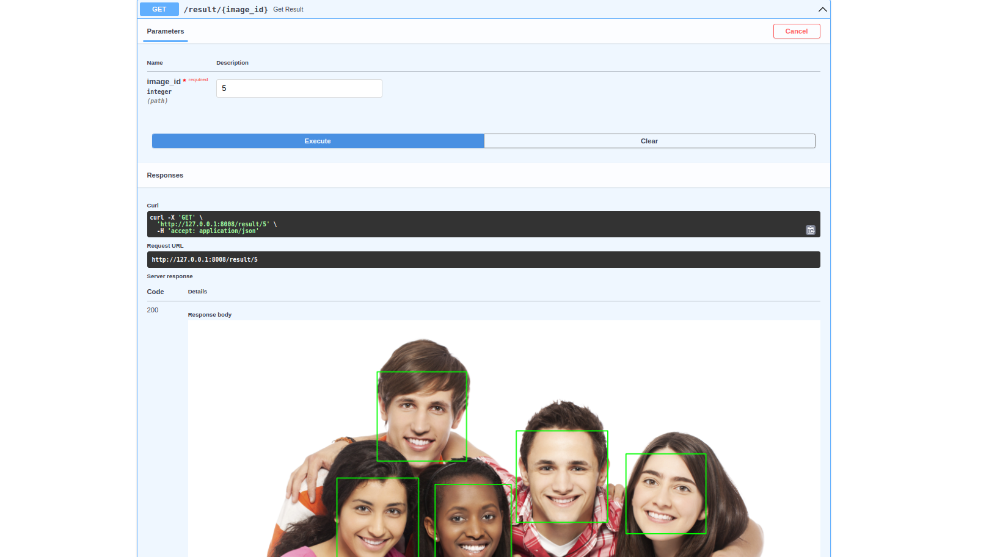 GET /result/{image_id} Get Result
Parameters
Cancel
Name Description
image_id * required
integer
(path)
5
Execute Clear
Responses
Curl
curl -X 'GET' \
'http://127.0.0.1:8008/result/5' \
-H 'accept: application/json'
Request URL
http://127.0.0.1:8008/result/5
Server response
Code Details
200
Response body